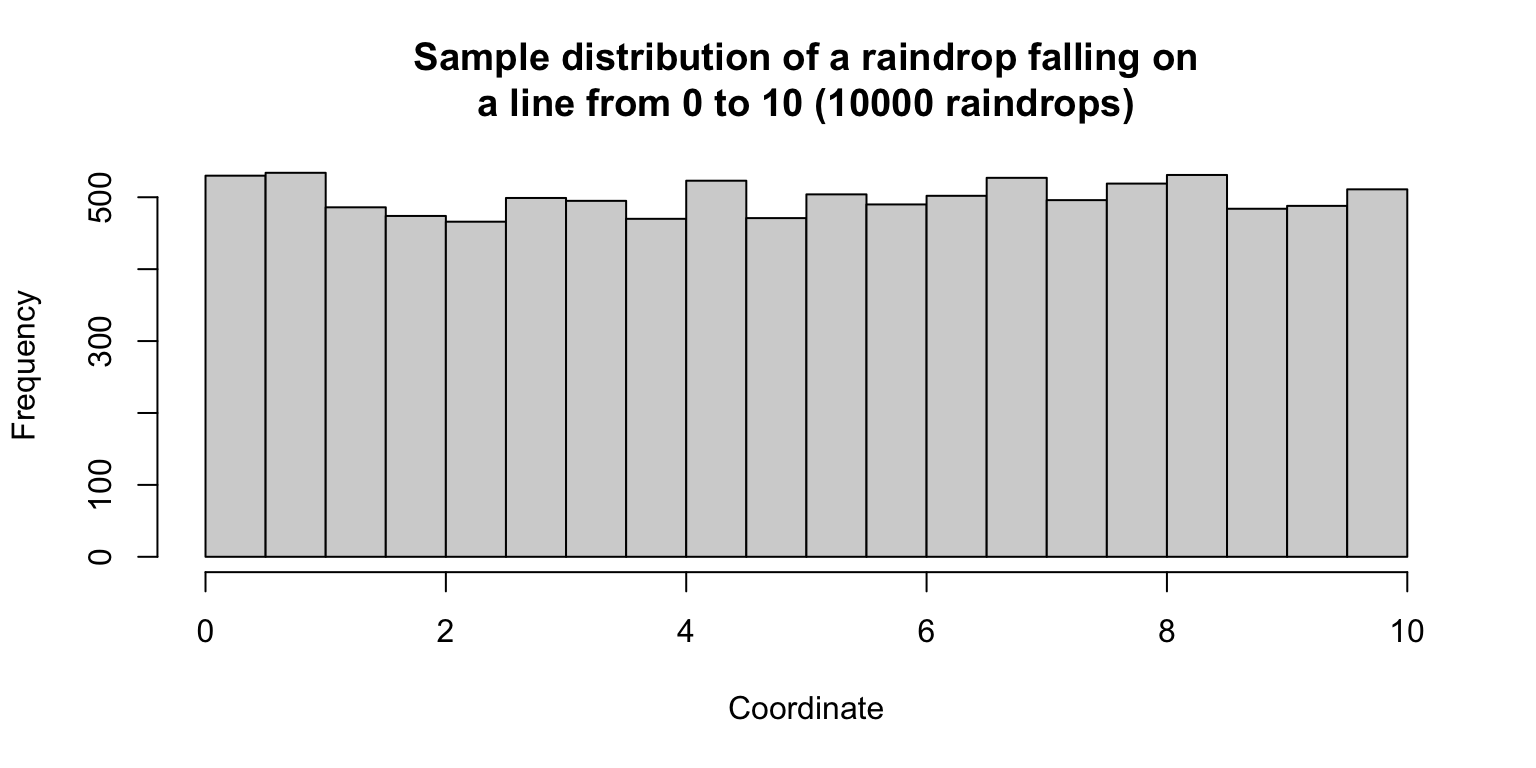 Sample distribution of a raindrop falling on
a line from 0 to 10 (10000 raindrops)
Frequency
500
300
100
0
0 2 4 6 8 10
Coordinate